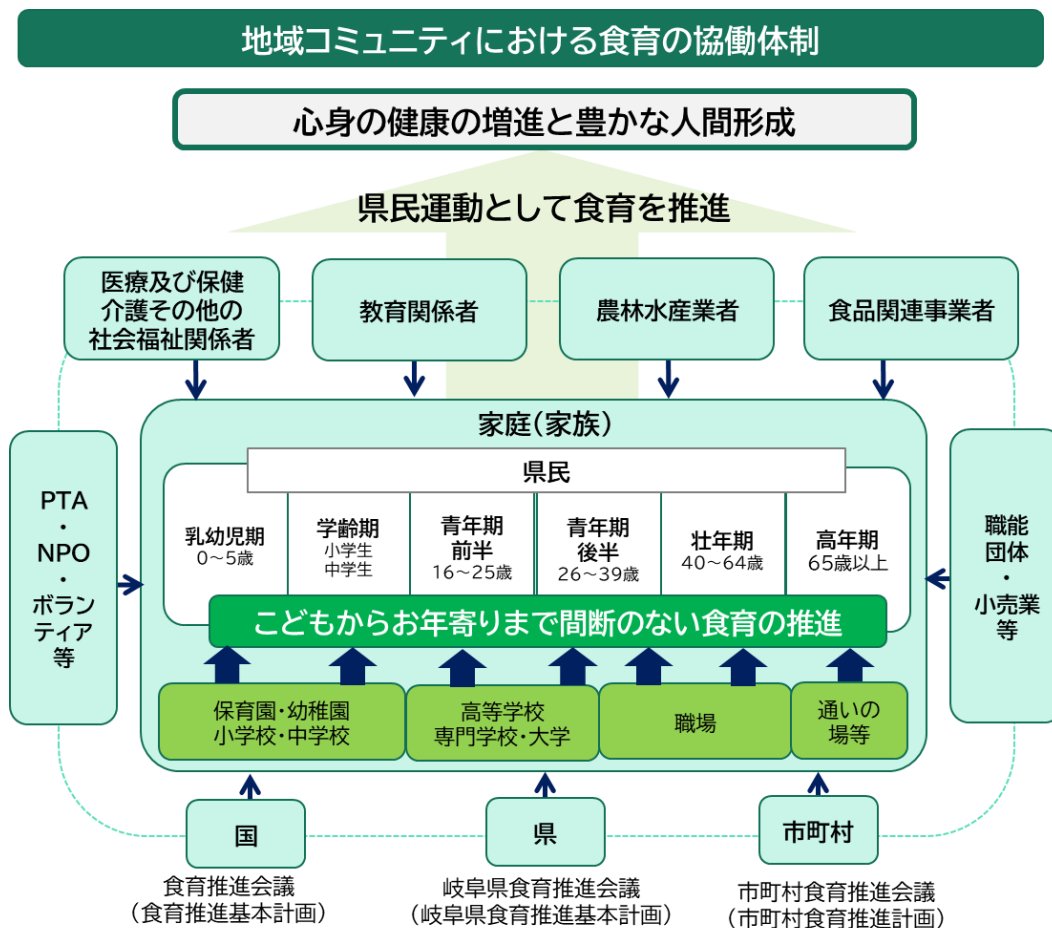 地域コミュニティにおける食育の協働体制
心身の健康の増進と豊かな人間形成
県民運動として食育を推進
医療及び保健
介護その他の
社会福祉関係者
教育関係者
農林水産業者
食品関連事業者
PTA
・
NPO
・
ボラン
ティア
等
家庭(家族)
県民
乳幼児期
0～5歳
学齢期
小学生
中学生
青年期
前半
16～25歳
青年期
後半
26～39歳
壮年期
40～64歳
高年期
65歳以上
こどもからお年寄りまで間断のない食育の推進
保育園・幼稚園
小学校・中学校
高等学校
専門学校・大学
職場
通いの
場等
職能
団体
・
小売業
等
国
食育推進会議
(食育推進基本計画)
県
岐阜県食育推進会議
(岐阜県食育推進基本計画)
市町村
市町村食育推進会議
(市町村食育推進計画)